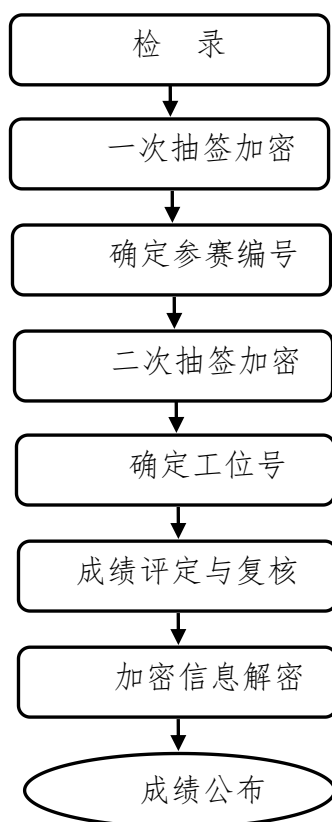 检 录
一次抽签加密
确定参赛编号
二次抽签加密
确定工位号
成绩评定与复核
加密信息解密
成绩公布